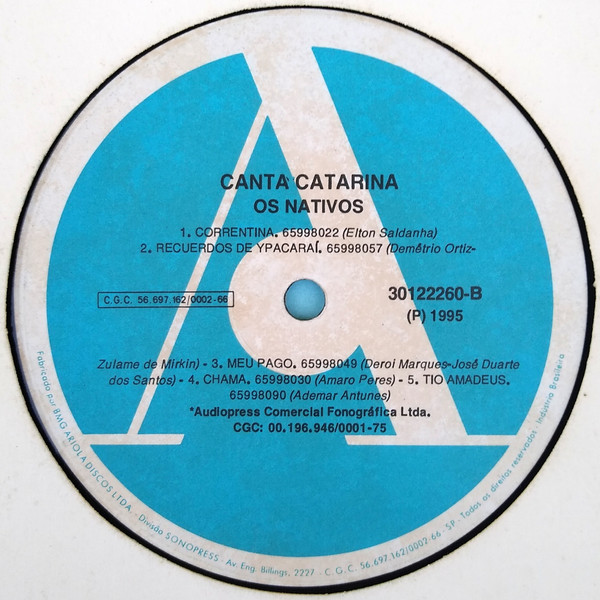 CANTA CATARINA
OS NATIVOS
1. CORRENTINA. 65998022 (Elton Saldanha)
2. RECUERDOS DE YPACARAÍ. 65998057 (Demétrio Ortiz-
C.G.C. 56.697.162/0002-66
30122260-B
(P) 1995
Zulame de Mirkin) - 3. MEU PAGO. 65998049 (Deroi Marques-José Duarte
dos Santos) - 4. CHAMA. 65998030 (Amaro Peres) - 5. TIO AMADEUS.
65998090 (Ademar Antunes)
*Audiopress Comercial Fonográfica Ltda.
CGC: 00.196.946/0001-75
Fabricado por BMG ARIOLA DISCOS LTDA. - Divisão SONOPRESS - Av. Eng. Billings, 2227 - C.G.C. 56.697.162/0002-66 - SP - Todos os direitos reservados - Indústria Brasileira